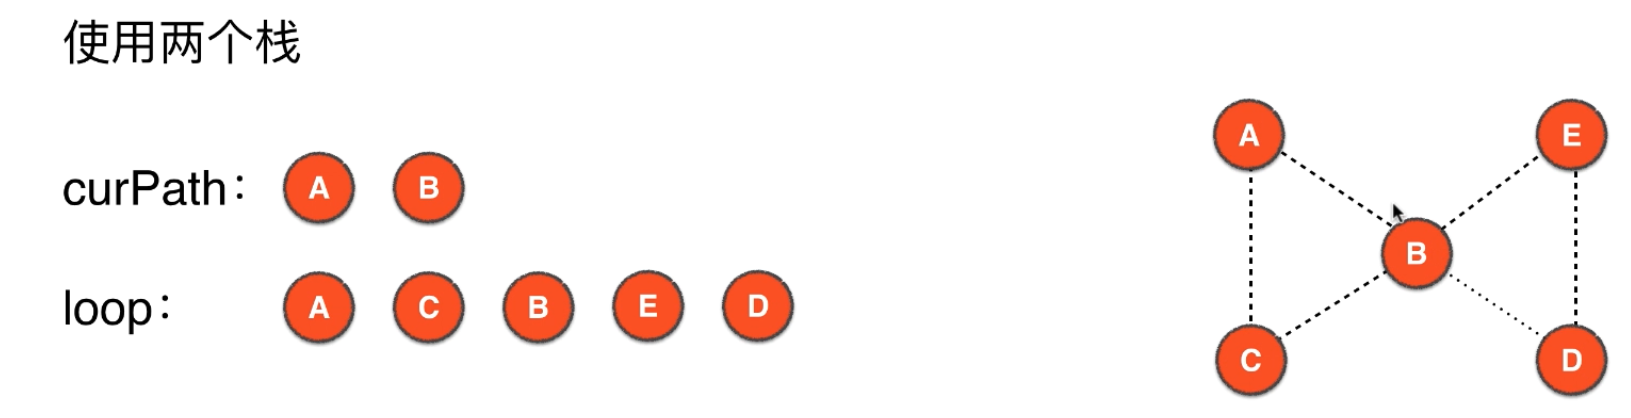 使用两个栈
curPath： A B
loop： A C B E D
A E
B
C D